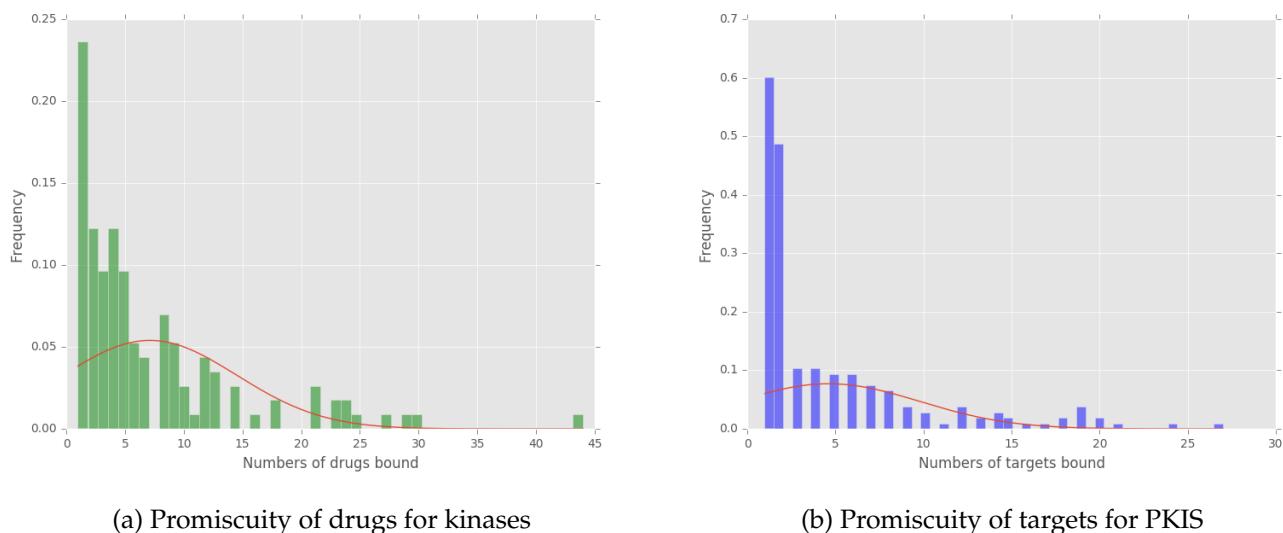 0.25
0.20
0.15
0.10
0.05
0.00
Frequency
0 5 10 15 20 25 30 35 40 45
Numbers of drugs bound
(a) Promiscuity of drugs for kinases
0.7
0.6
0.5
0.4
0.3
0.2
0.1
0.0
Frequency
0 5 10 15 20 25 30
Numbers of targets bound
(b) Promiscuity of targets for PKIS